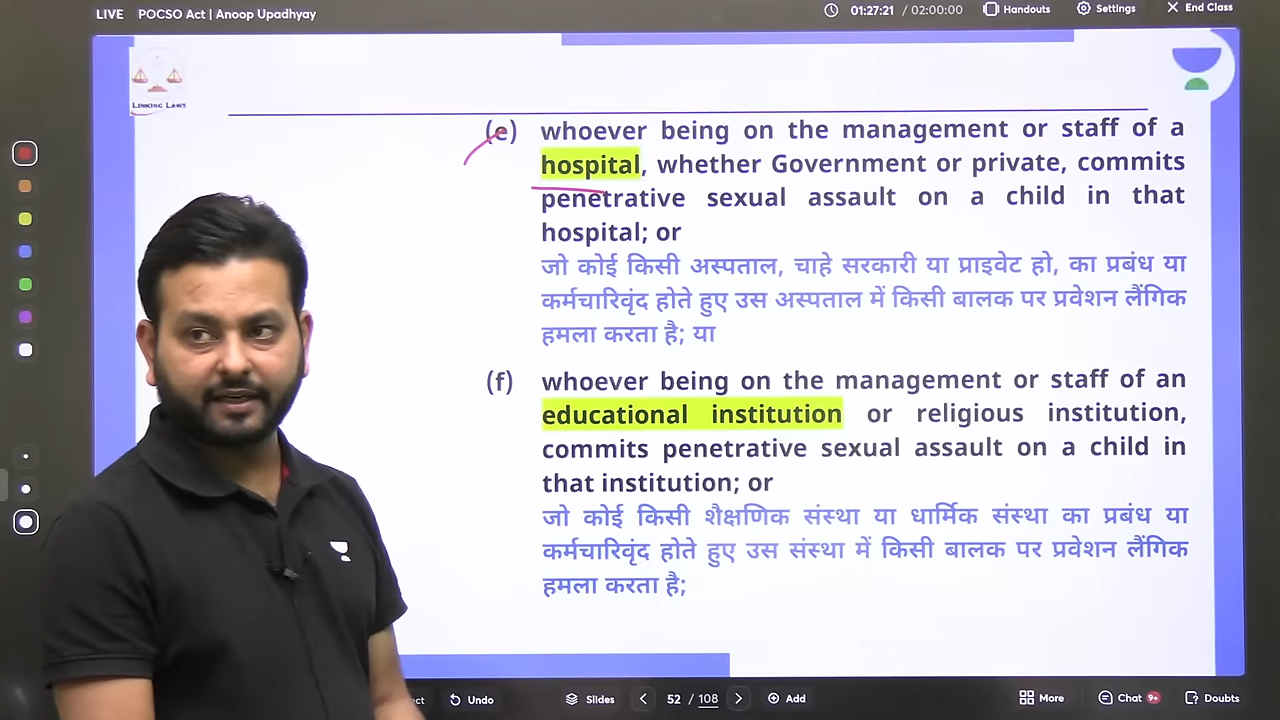 LIVE POCSO Act | Anoop Upadhyay 01:27:21 / 02:00:00 Handouts Settings End Class
LINKING LAWS
(e) whoever being on the management or staff of a
hospital, whether Government or private, commits
penetrative sexual assault on a child in that
hospital; or
जो कोई किसी अस्पताल, चाहे सरकारी या प्राइवेट हो, का प्रबंध या
कर्मचारिवृंद होते हुए उस अस्पताल में किसी बालक पर प्रवेशन लैंगिक
हमला करता है; या
(f) whoever being on the management or staff of an
educational institution or religious institution,
commits penetrative sexual assault on a child in
that institution; or
जो कोई किसी शैक्षणिक संस्था या धार्मिक संस्था का प्रबंध या
कर्मचारिवृंद होते हुए उस संस्था में किसी बालक पर प्रवेशन लैंगिक
हमला करता है;
Undo Slides 52 / 108 Add More Chat 9+ Doubts